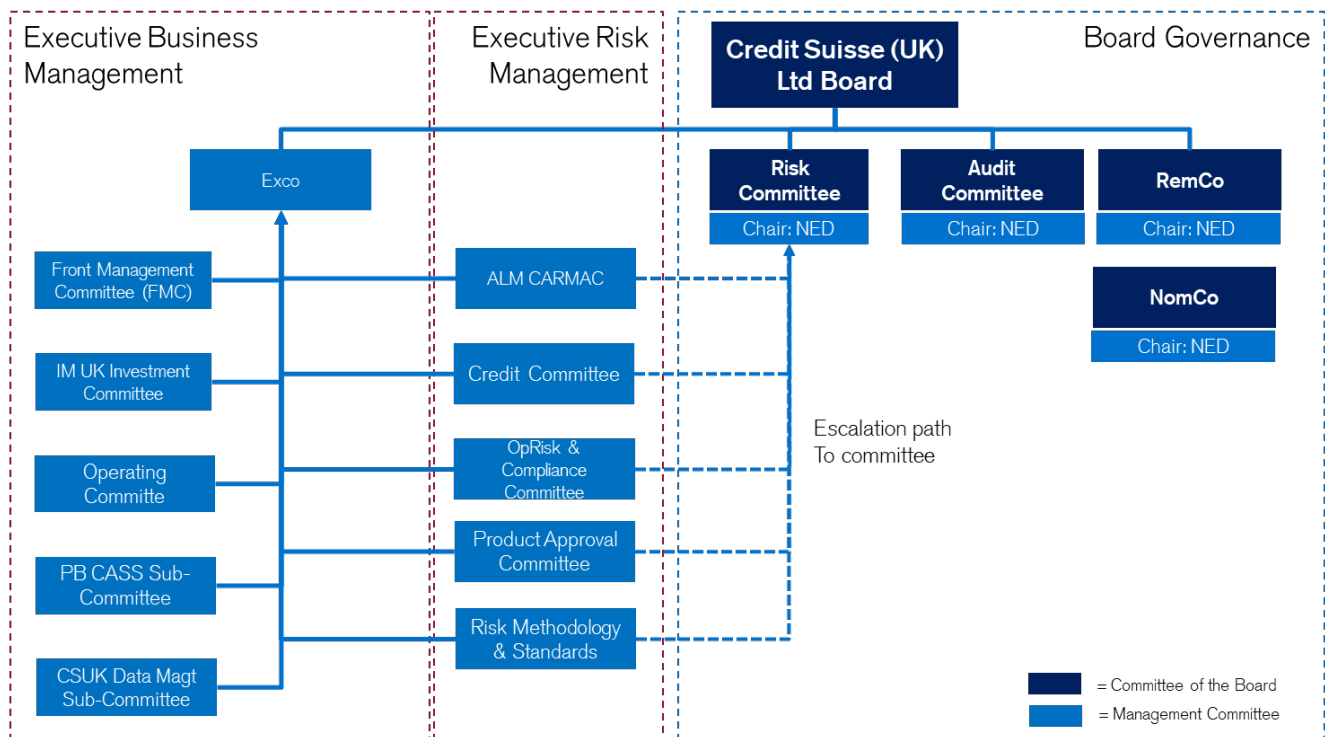 Executive Business
Management
Executive Risk
Management
Board Governance
Credit Suisse (UK)
Ltd Board
Exco
Risk
Committee
Chair: NED
Audit
Committee
Chair: NED
RemCo
Chair: NED
NomCo
Chair: NED
Front Management
Committee (FMC)
IM UK Investment
Committee
Operating
Committe
PB CASS Sub-
Committee
CSUK Data Magt
Sub-Committee
ALM CARMAC
Credit Committee
OpRisk &
Compliance
Committee
Product Approval
Committee
Risk Methodology
& Standards
Escalation path
To committee
= Committee of the Board
= Management Committee